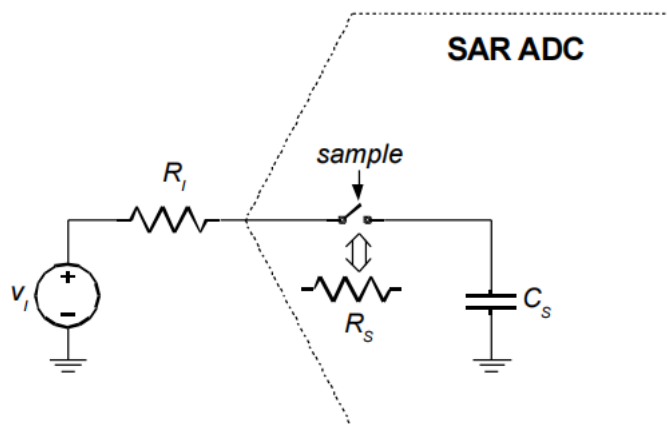 SAR ADC
sample
R_I
+
v_I
−
R_S
C_S